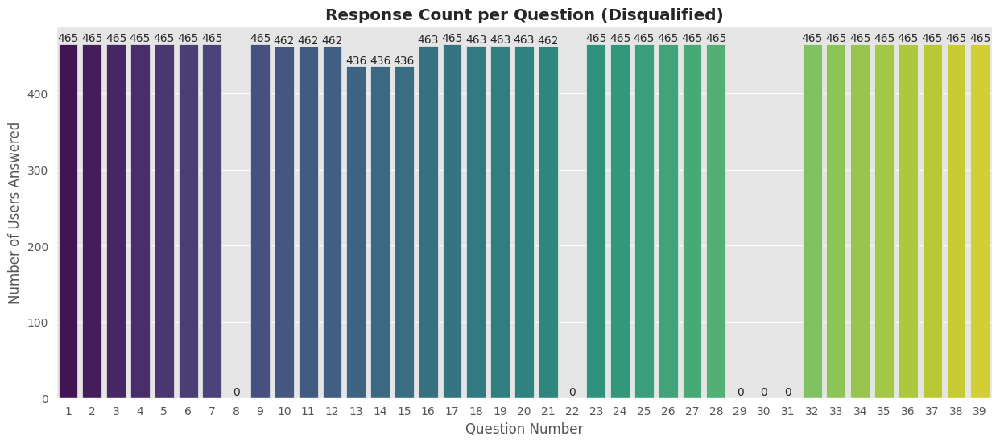 Response Count per Question (Disqualified)
465 465 465 465 465 465 465 0 465 462 462 462 436 436 436 463 465 463 463 463 462 0 465 465 465 465 465 465 0 0 0 465 465 465 465 465 465 465 465
Number of Users Answered
400
300
200
100
0
1 2 3 4 5 6 7 8 9 10 11 12 13 14 15 16 17 18 19 20 21 22 23 24 25 26 27 28 29 30 31 32 33 34 35 36 37 38 39
Question Number